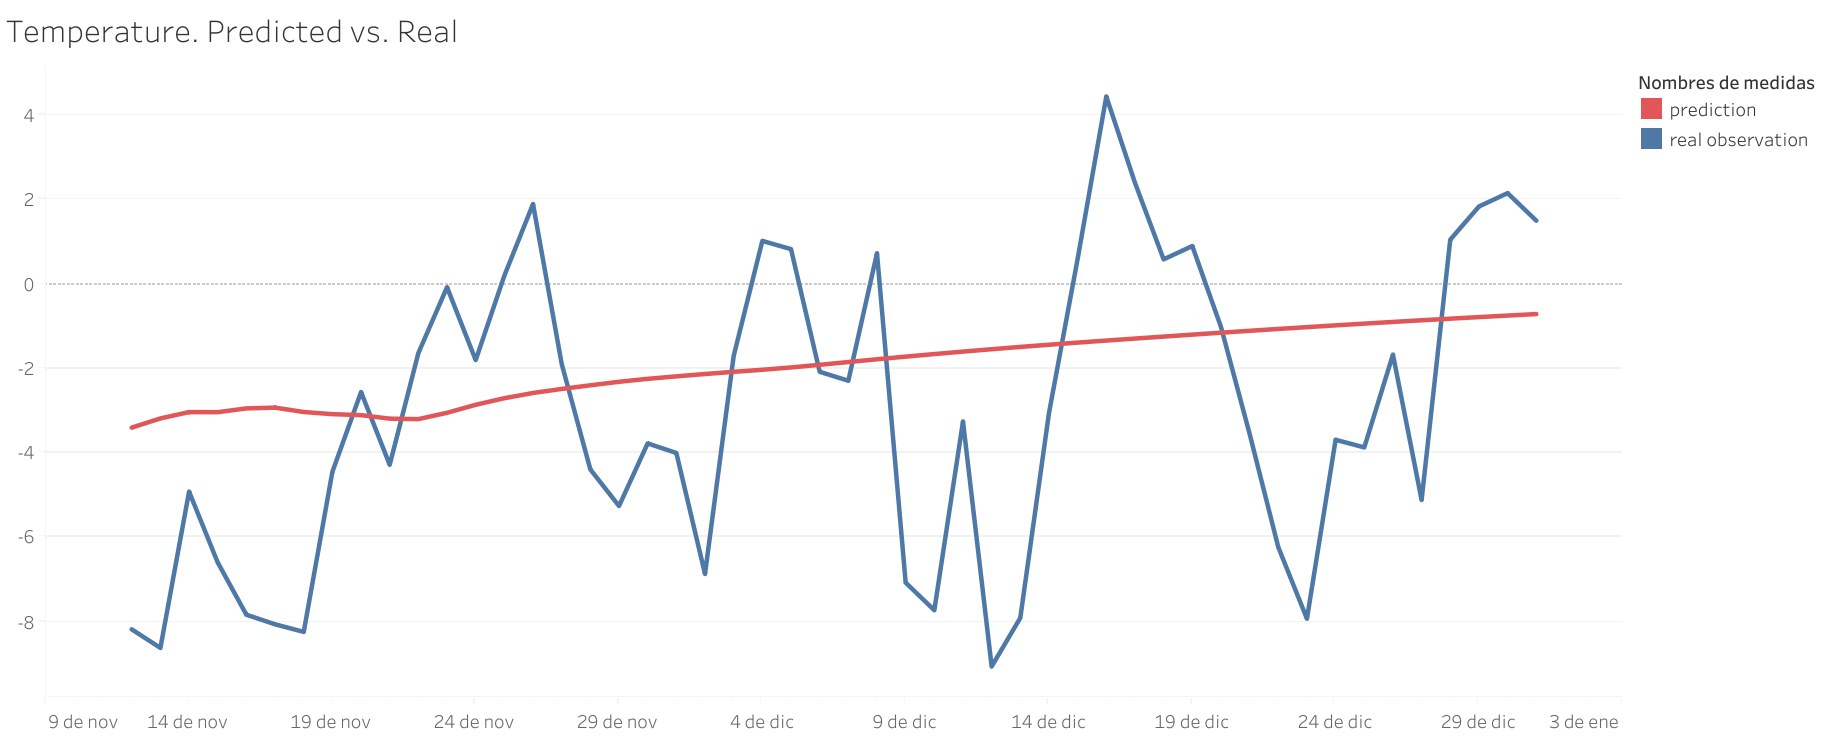 Temperature. Predicted vs. Real
Nombres de medidas
prediction
real observation
4
2
0
-2
-4
-6
-8
9 de nov
14 de nov
19 de nov
24 de nov
29 de nov
4 de dic
9 de dic
14 de dic
19 de dic
24 de dic
29 de dic
3 de ene